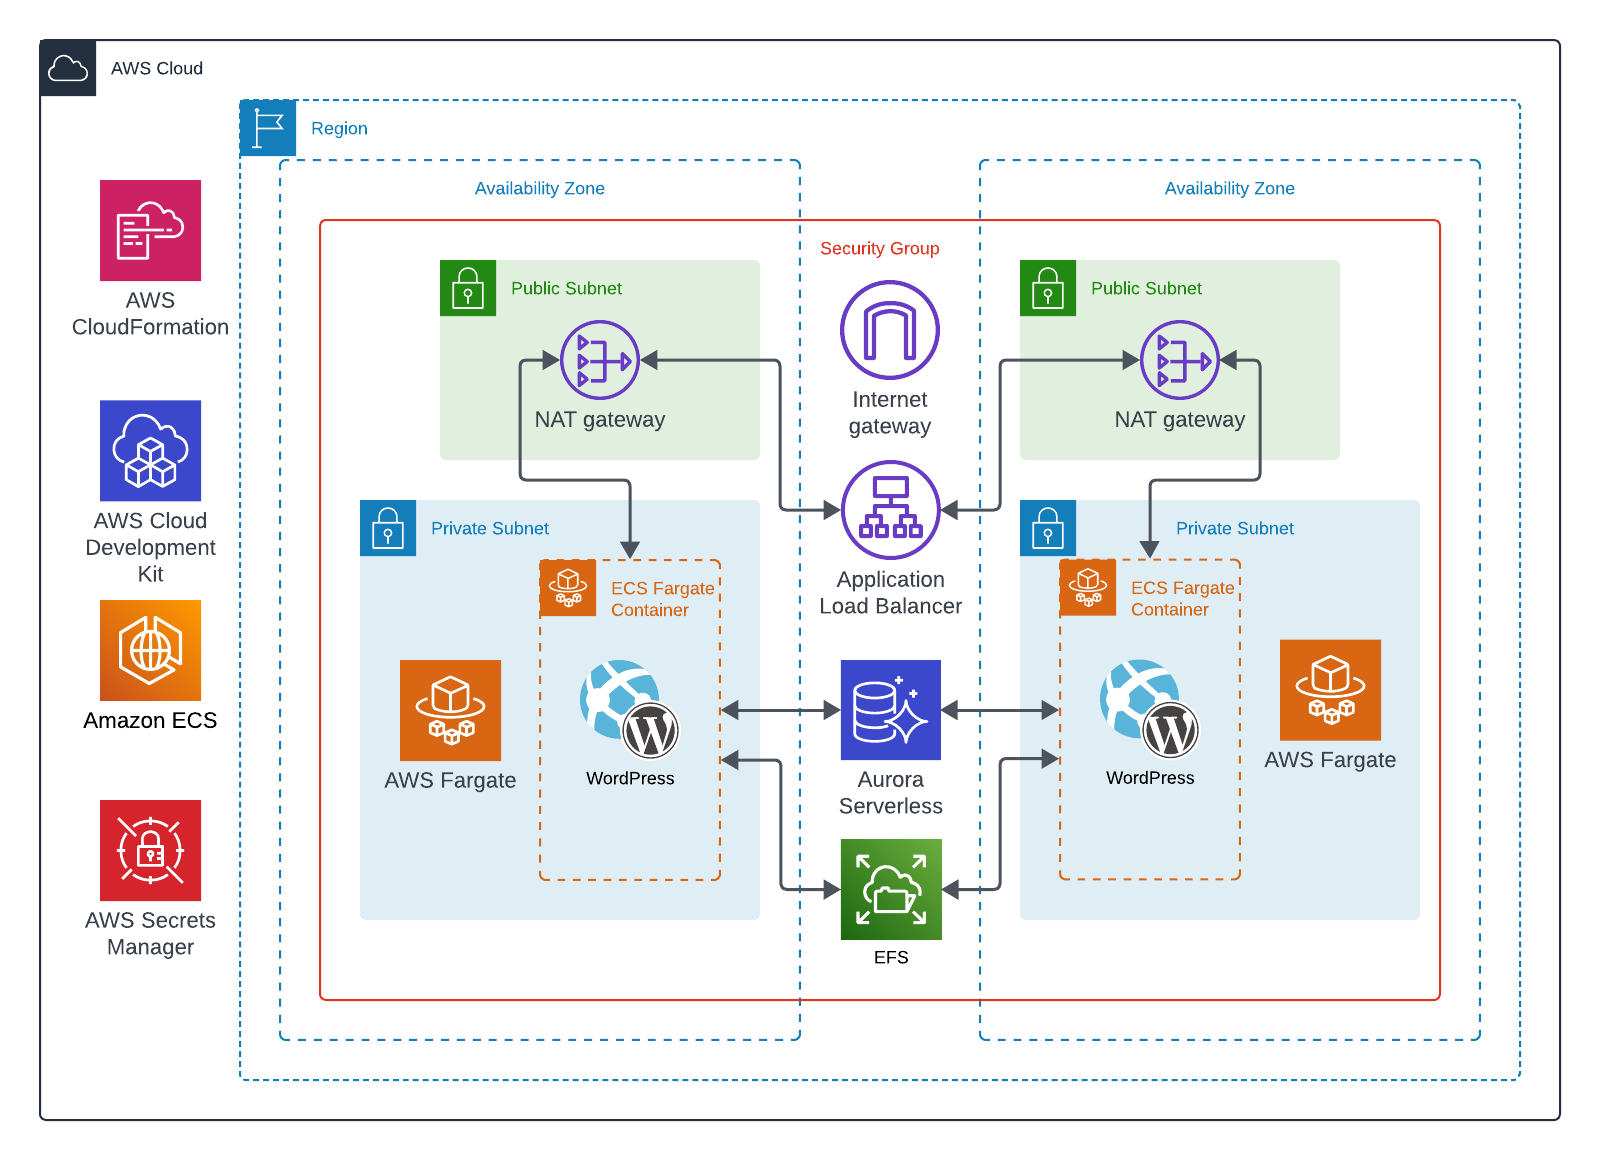 AWS Cloud
Region
Availability Zone
Availability Zone
Security Group
Public Subnet
Public Subnet
AWS
CloudFormation
Internet
gateway
NAT gateway
NAT gateway
AWS Cloud
Development
Kit
Private Subnet
Private Subnet
Application
Load Balancer
ECS Fargate
Container
ECS Fargate
Container
Amazon ECS
AWS Fargate
W
WordPress
Aurora
Serverless
W
WordPress
AWS Fargate
AWS Secrets
Manager
EFS